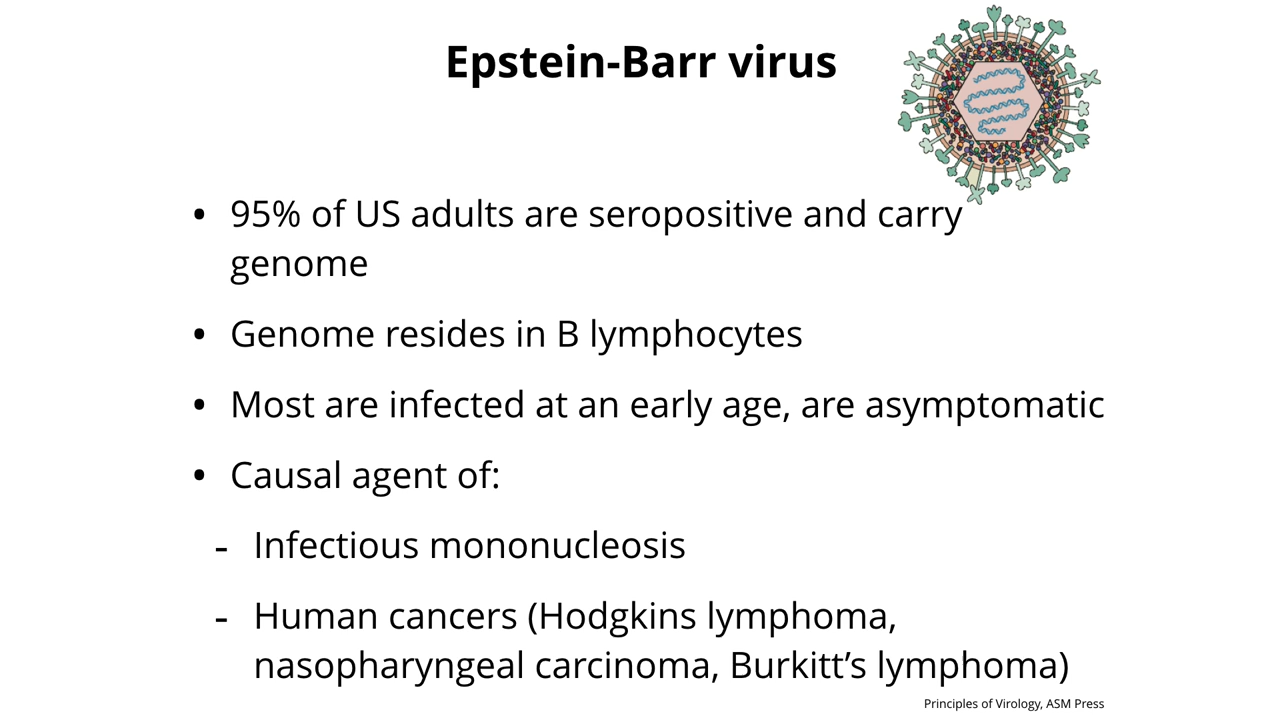 Epstein-Barr virus
• 95% of US adults are seropositive and carry
genome
• Genome resides in B lymphocytes
• Most are infected at an early age, are asymptomatic
• Causal agent of:
- Infectious mononucleosis
- Human cancers (Hodgkins lymphoma,
nasopharyngeal carcinoma, Burkitt’s lymphoma)
Principles of Virology, ASM Press